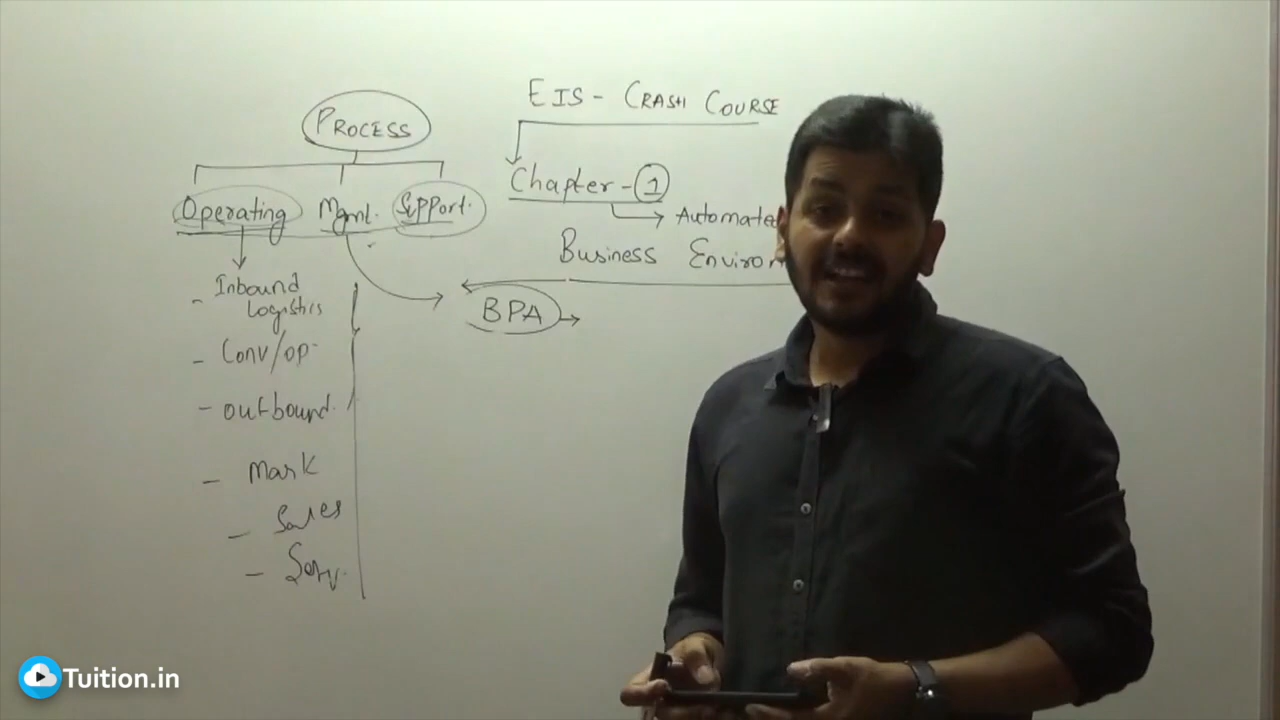 PROCESS
Operating Mgmt. Support.
- Inbound
Logistics
- Conv/op.
- outbound.
- Mark
- Sales
- Serv.
EIS - CRASH COURSE
Chapter - 1
Automated
Business Environ
BPA
Tuition.in